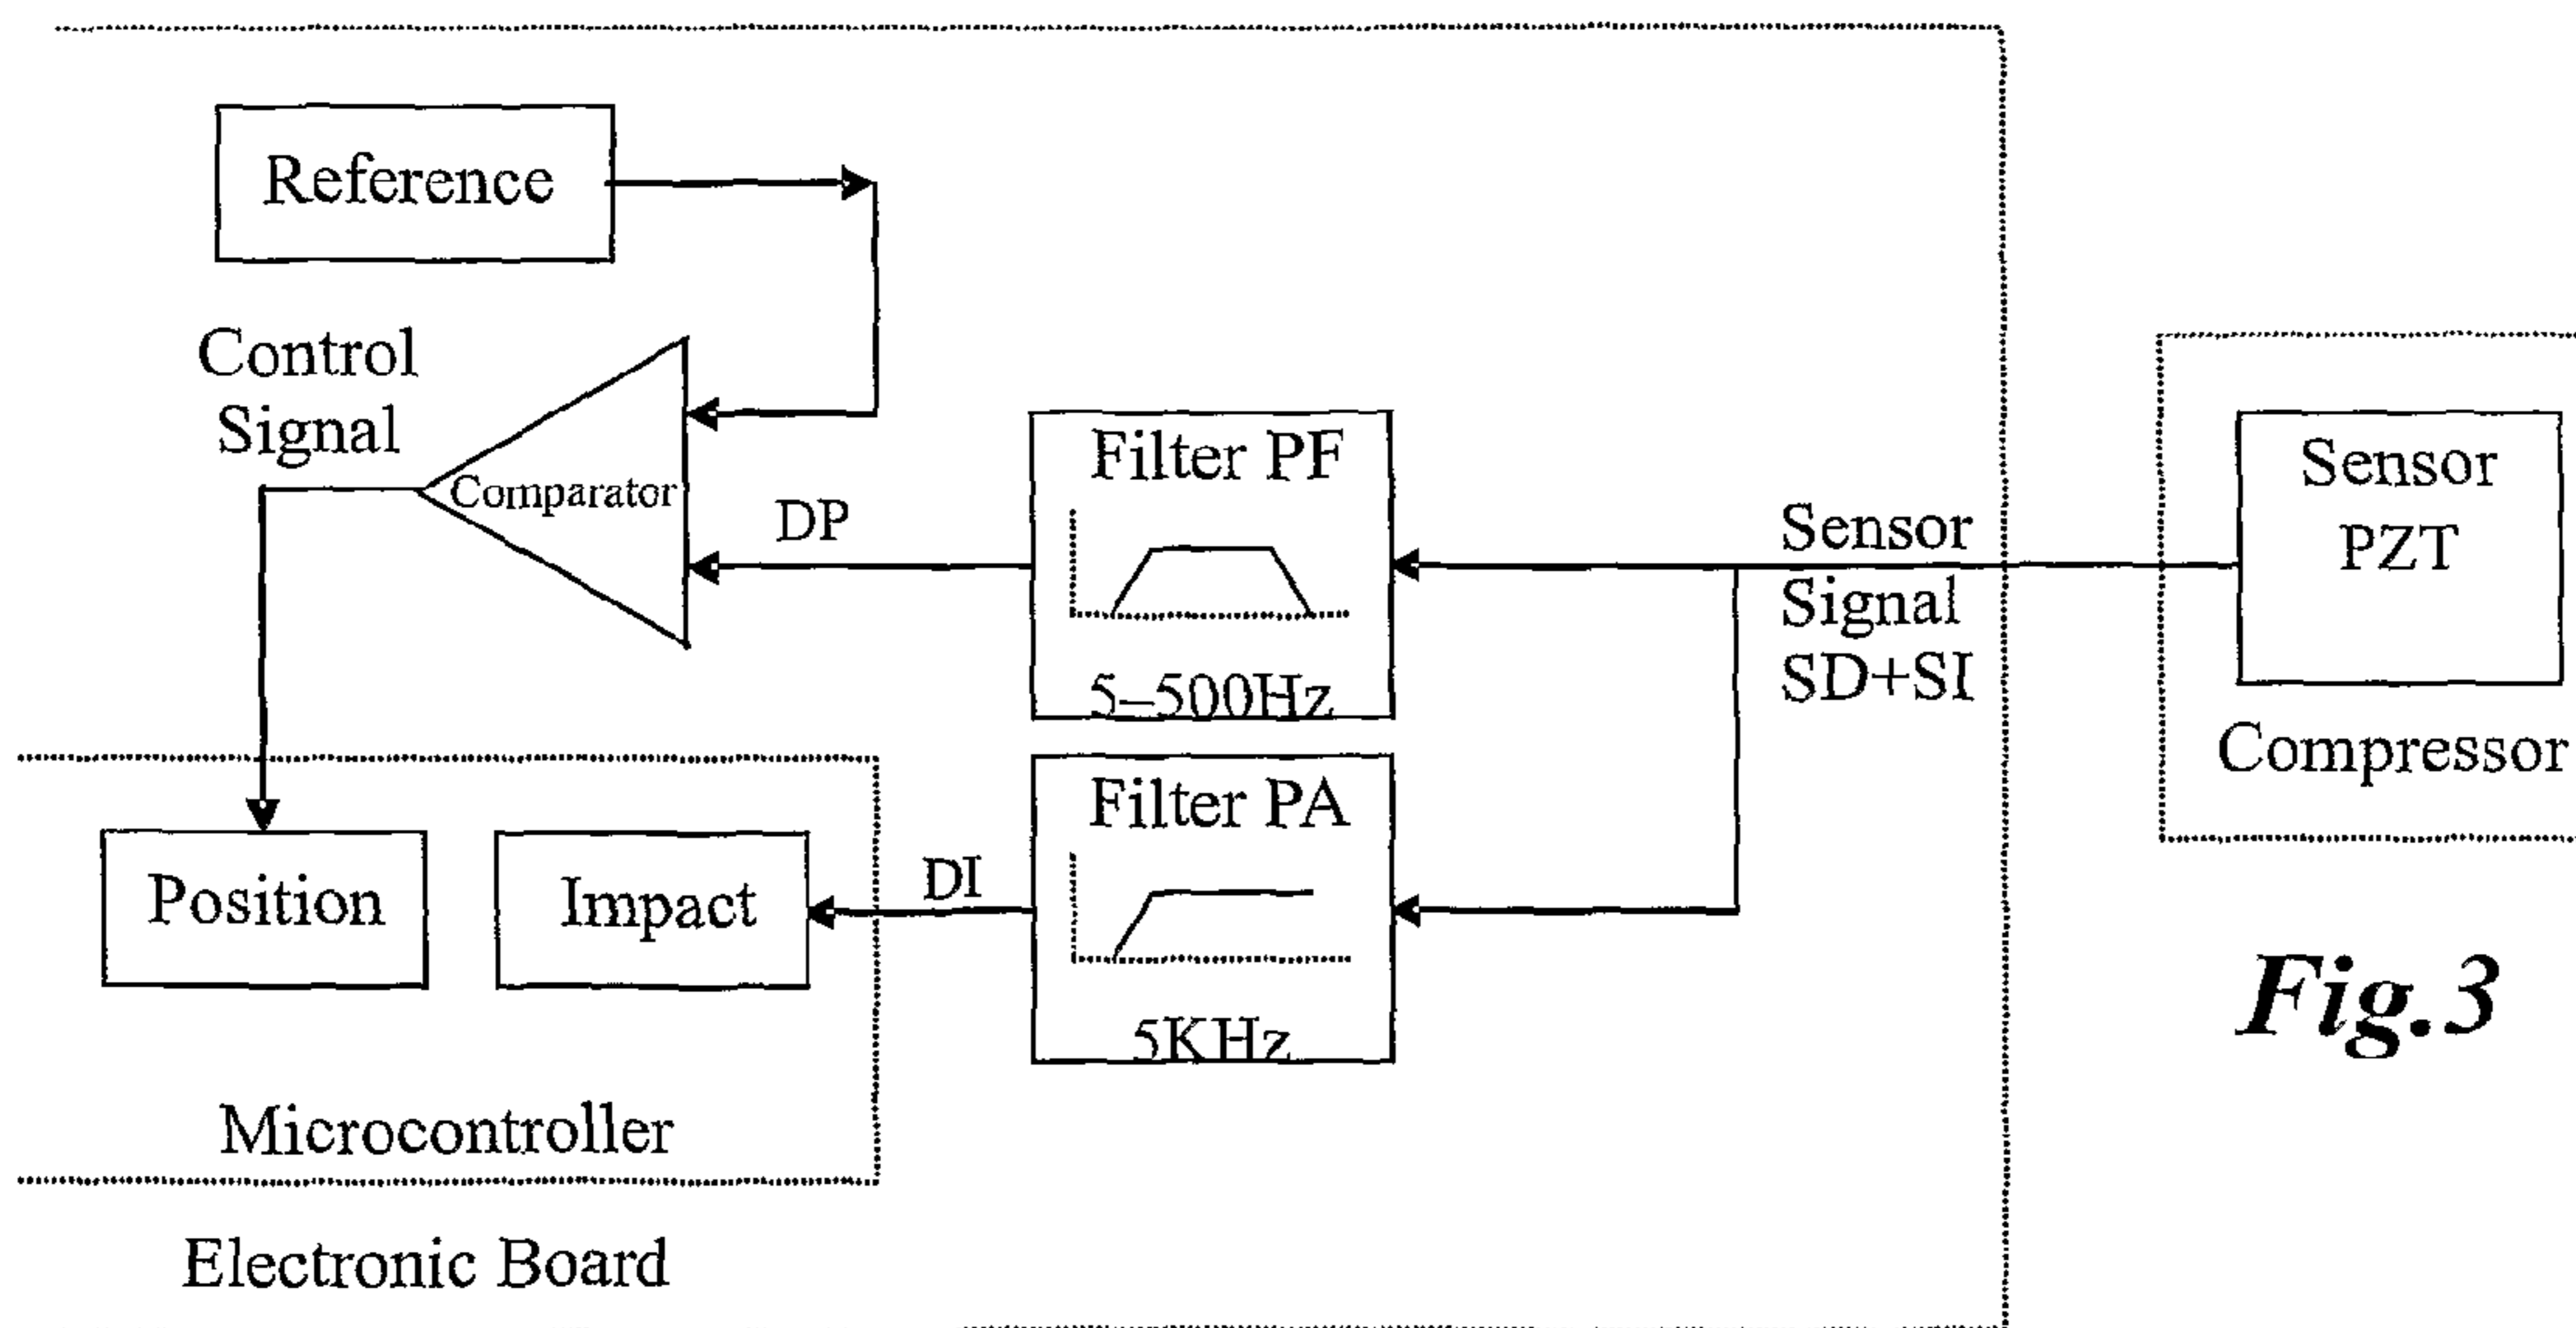 Reference
Control
Signal
Comparator
DP
Filter PF
5–500Hz
Sensor
Signal
SD+SI
Sensor
PZT
Compressor
Position
Impact
DI
Filter PA
5KHz
Microcontroller
Electronic Board
Fig.3